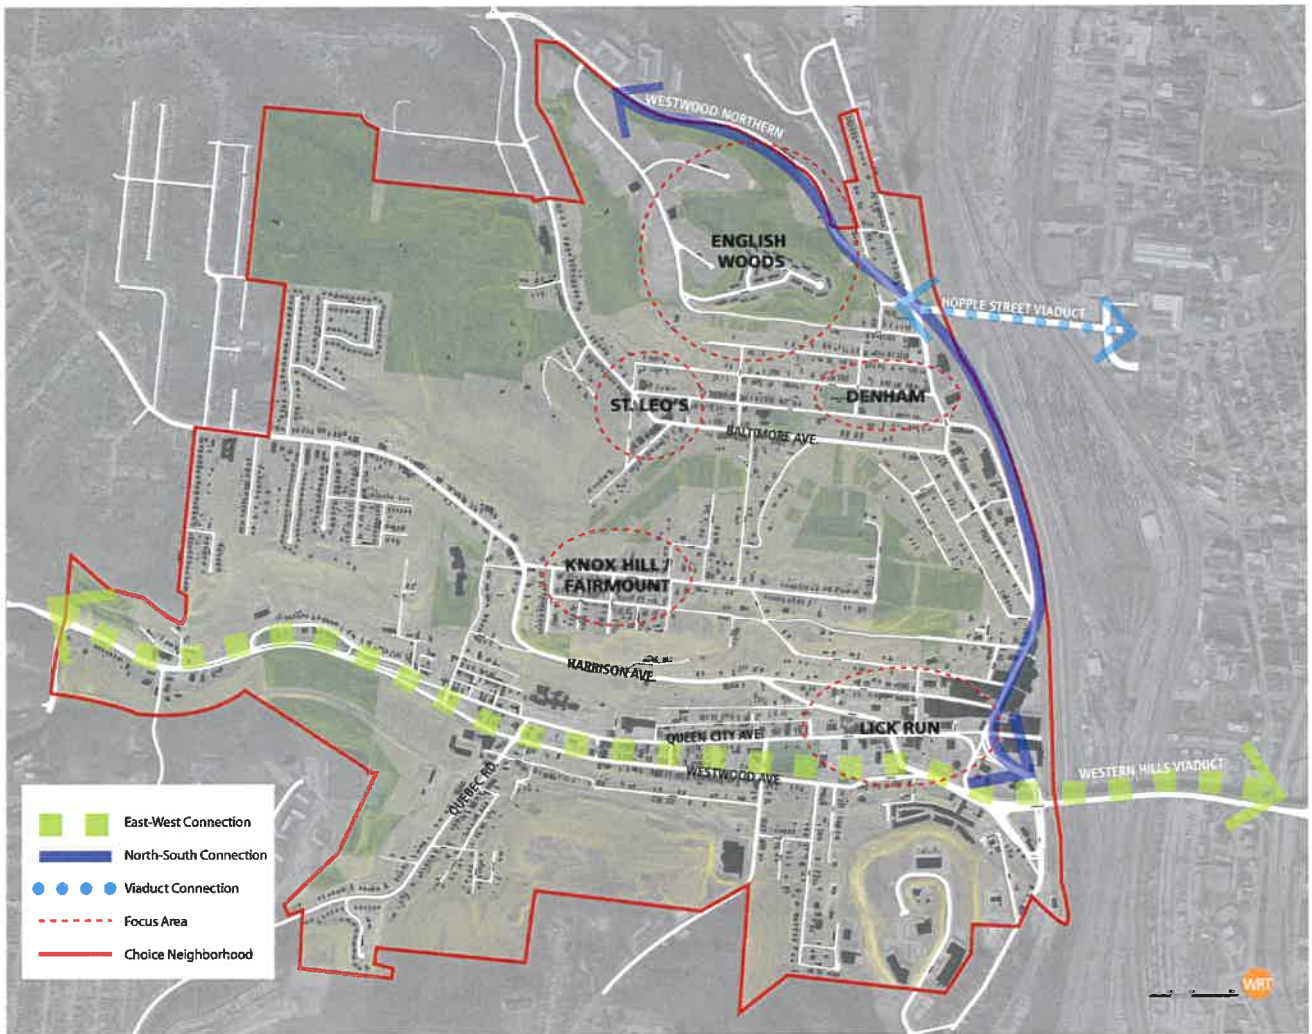 WESTWOOD NORTHERN
ENGLISH
WOODS
HOPPLE STREET VIADUCT
ST. LEO'S
DENHAM
BALTIMORE AVE.
KNOX HILL /
FAIRMOUNT
HARRISON AVE.
LICK RUN
QUEEN CITY AVE.
WESTWOOD AVE.
WESTERN HILLS VIADUCT
QUEBEC RD.
East-West Connection
North-South Connection
Viaduct Connection
Focus Area
Choice Neighborhood
WRT